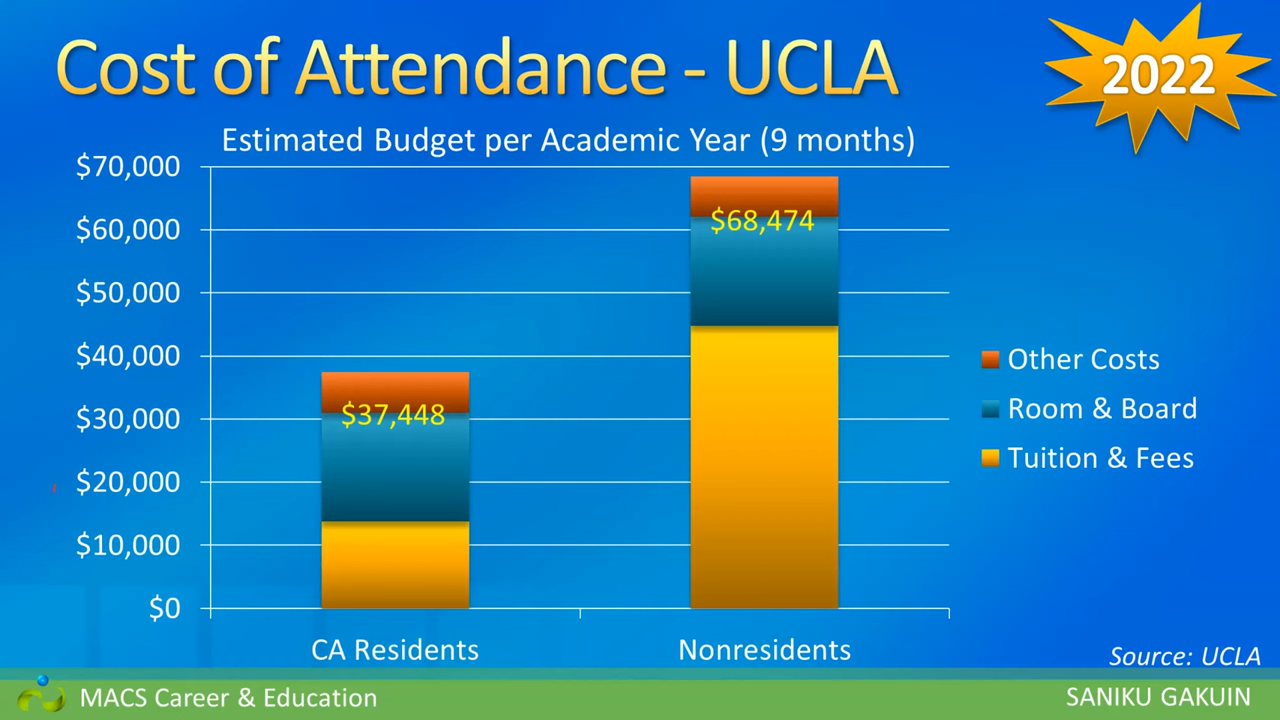 Cost of Attendance - UCLA
2022
Estimated Budget per Academic Year (9 months)
$70,000
$60,000
$50,000
$40,000
$30,000
$20,000
$10,000
$0
$37,448
$68,474
CA Residents
Nonresidents
Other Costs
Room & Board
Tuition & Fees
Source: UCLA
MACS Career & Education
SANIKU GAKUIN